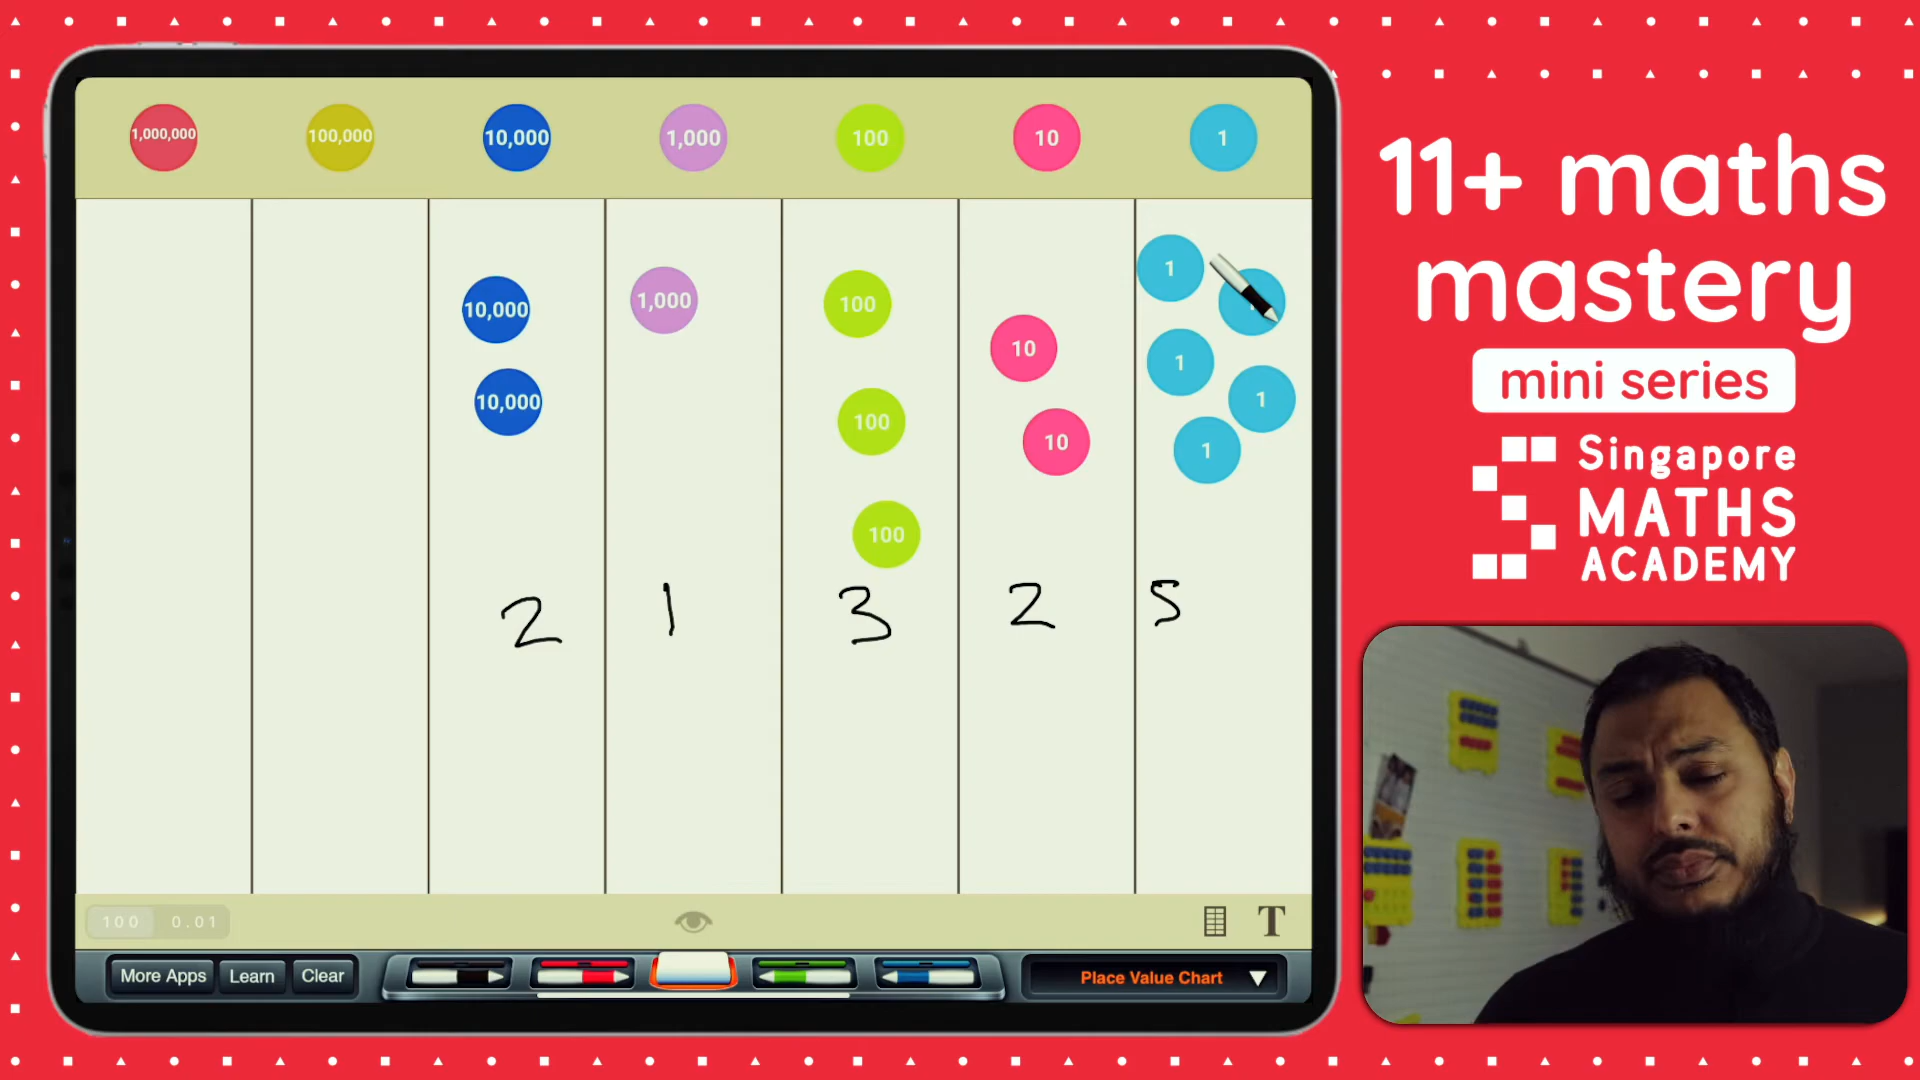 1,000,000 100,000 10,000 1,000 100 10 1
10,000 1,000 100 10 1
10,000 100 10 1
100 1
1
2 1 3 2 5
100 0.01 T
More Apps Learn Clear Place Value Chart
11+ maths
mastery
mini series
Singapore
MATHS
ACADEMY